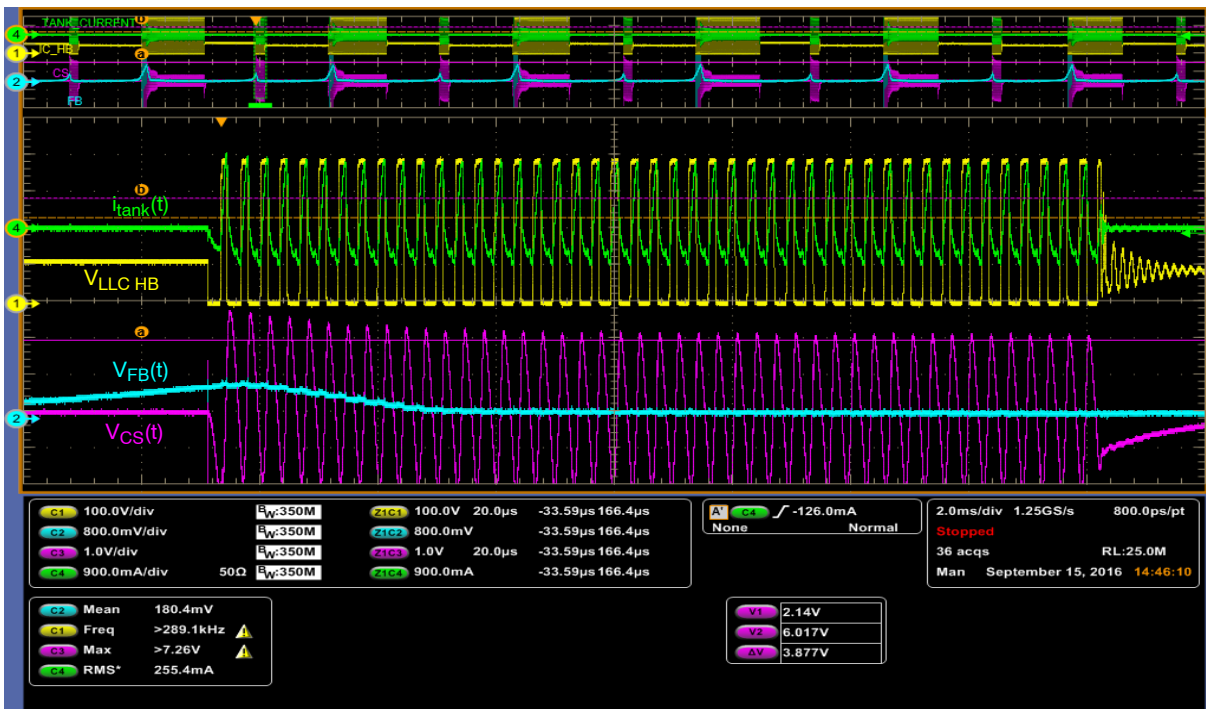 TANK CURRENT
4
IC_HB
1
CS
2
FB
a
b
b
i tank(t)
4
VLLC HB
1
a
VFB(t)
2
VCS(t)
C1 100.0V/div BW:350M Z1C1 100.0V 20.0µs -33.59µs 166.4µs
C2 800.0mV/div BW:350M Z1C2 800.0mV -33.59µs 166.4µs
C3 1.0V/div BW:350M Z1C3 1.0V 20.0µs -33.59µs 166.4µs
C4 900.0mA/div 50Ω BW:350M Z1C4 900.0mA -33.59µs 166.4µs
A' C4 -126.0mA
None Normal
2.0ms/div 1.25GS/s 800.0ps/pt
Stopped
36 acqs RL:25.0M
Man September 15, 2016 14:46:10
C2 Mean 180.4mV
C1 Freq >289.1kHz
C3 Max >7.26V
C4 RMS* 255.4mA
V1 2.14V
V2 6.017V
ΔV 3.877V